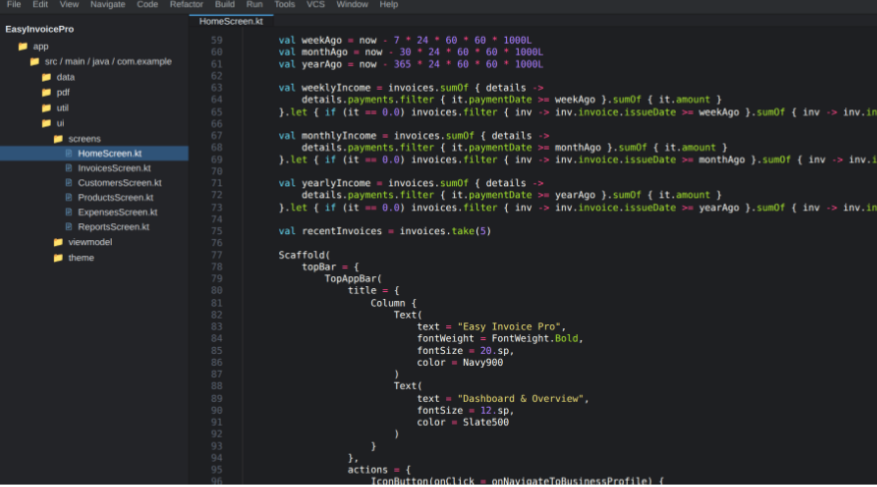 File Edit View Navigate Code Refactor Build Run Tools VCS Window Help
EasyInvoicePro
app
src / main / java / com.example
data
pdf
util
ui
screens
HomeScreen.kt
InvoicesScreen.kt
CustomersScreen.kt
ProductsScreen.kt
ExpensesScreen.kt
ReportsScreen.kt
viewmodel
theme
HomeScreen.kt
59 val weekAgo = now - 7 * 24 * 60 * 60 * 1000L
60 val monthAgo = now - 30 * 24 * 60 * 60 * 1000L
61 val yearAgo = now - 365 * 24 * 60 * 60 * 1000L
62
63 val weeklyIncome = invoices.sumOf { details ->
64 details.payments.filter { it.paymentDate >= weekAgo }.sumOf { it.amount }
65 }.let { if (it == 0.0) invoices.filter { inv -> inv.invoice.issueDate >= weekAgo }.sumOf { inv -> inv.in
66
67 val monthlyIncome = invoices.sumOf { details ->
68 details.payments.filter { it.paymentDate >= monthAgo }.sumOf { it.amount }
69 }.let { if (it == 0.0) invoices.filter { inv -> inv.invoice.issueDate >= monthAgo }.sumOf { inv -> inv.i
70
71 val yearlyIncome = invoices.sumOf { details ->
72 details.payments.filter { it.paymentDate >= yearAgo }.sumOf { it.amount }
73 }.let { if (it == 0.0) invoices.filter { inv -> inv.invoice.issueDate >= yearAgo }.sumOf { inv -> inv.in
74
75 val recentInvoices = invoices.take(5)
76
77 Scaffold(
78 topBar = {
79 TopAppBar(
80 title = {
81 Column {
82 Text(
83 text = "Easy Invoice Pro",
84 fontWeight = FontWeight.Bold,
85 fontSize = 20.sp,
86 color = Navy900
87 )
88 Text(
89 text = "Dashboard & Overview",
90 fontSize = 12.sp,
91 color = Slate500
92 )
93 }
94 },
95 actions = {
96 IconButton(onClick = onNavigateToBusinessProfile) {